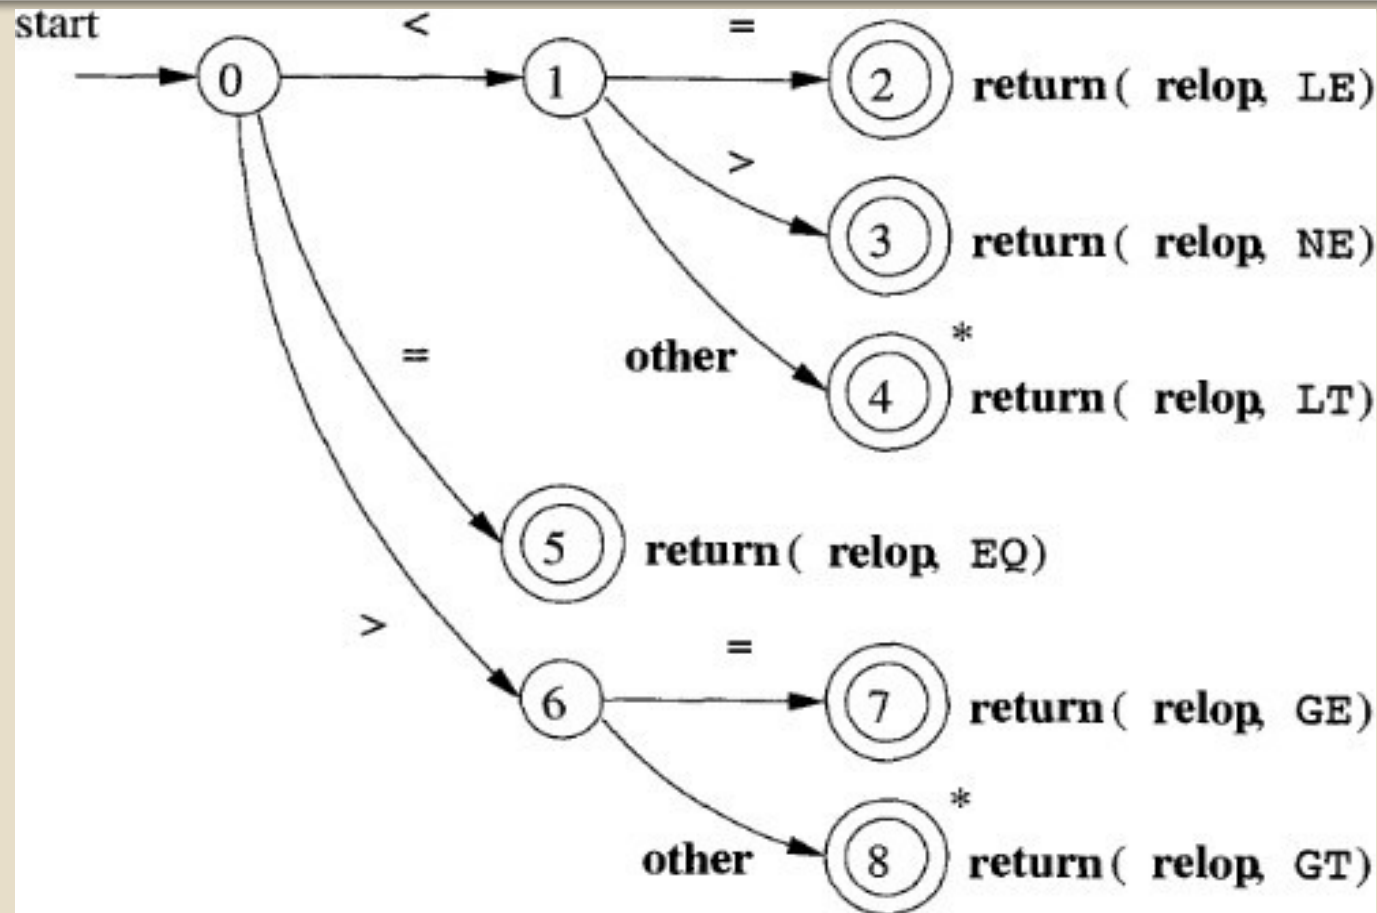 start
<
=
0
1
2
return( relop, LE)
>
3
return( relop, NE)
*
other
4
return( relop, LT)
=
5
return( relop, EQ)
>
=
6
7
return( relop, GE)
*
other
8
return( relop, GT)